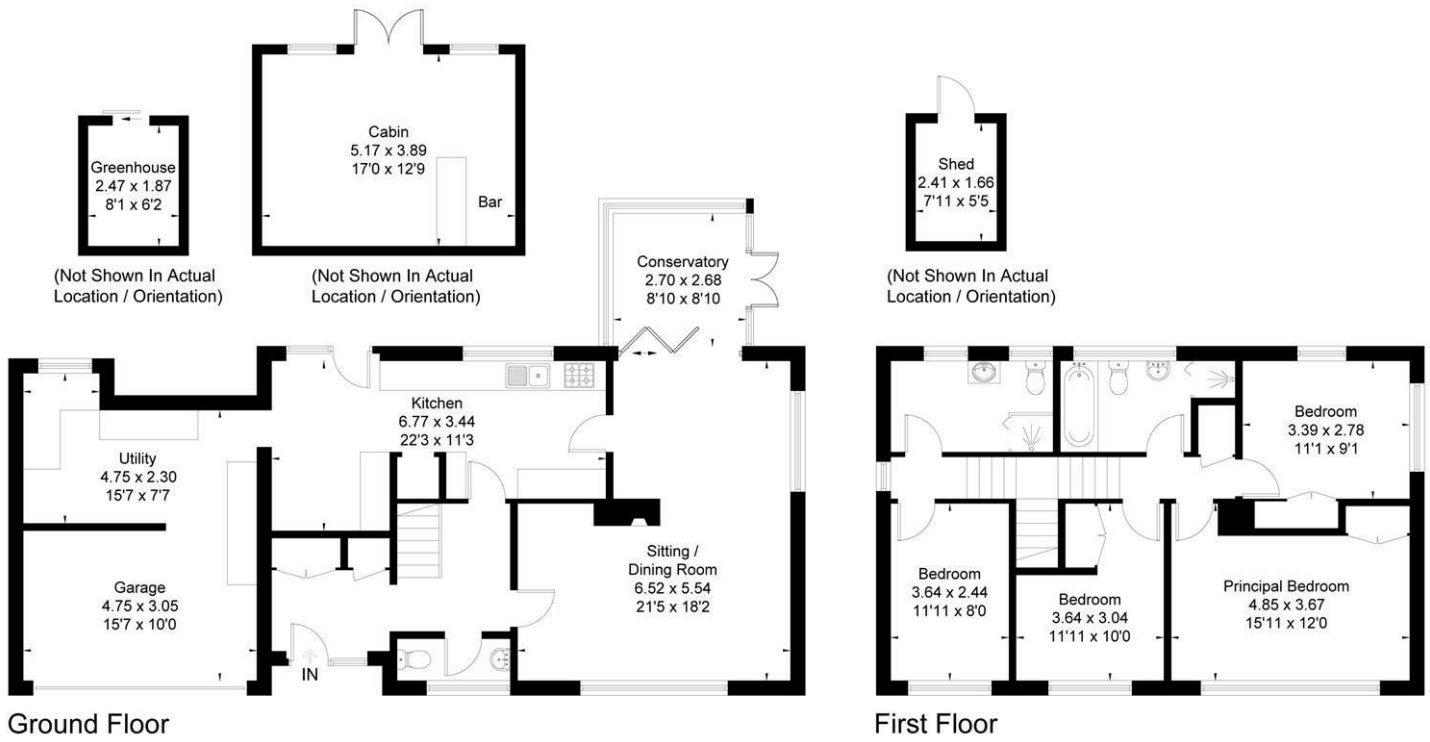 Greenhouse
2.47 x 1.87
8'1 x 6'2
(Not Shown In Actual
Location / Orientation)
Cabin
5.17 x 3.89
17'0 x 12'9
Bar
(Not Shown In Actual
Location / Orientation)
Shed
2.41 x 1.66
7'11 x 5'5
(Not Shown In Actual
Location / Orientation)
Conservatory
2.70 x 2.68
8'10 x 8'10
Kitchen
6.77 x 3.44
22'3 x 11'3
Utility
4.75 x 2.30
15'7 x 7'7
Garage
4.75 x 3.05
15'7 x 10'0
IN
Sitting /
Dining Room
6.52 x 5.54
21'5 x 18'2
Ground Floor
Bedroom
3.39 x 2.78
11'1 x 9'1
Bedroom
3.64 x 2.44
11'11 x 8'0
Bedroom
3.64 x 3.04
11'11 x 10'0
Principal Bedroom
4.85 x 3.67
15'11 x 12'0
First Floor